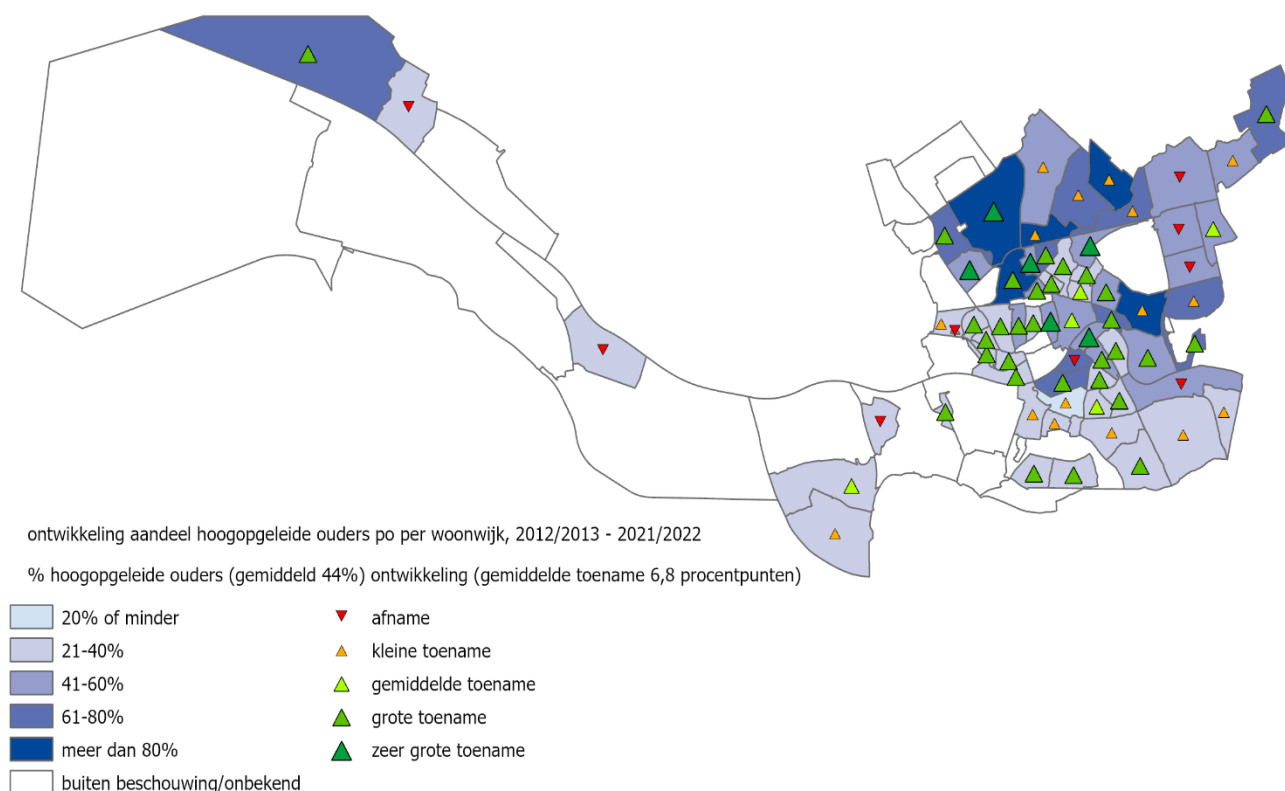 ontwikkeling aandeel hoogopgeleide ouders po per woonwijk, 2012/2013 - 2021/2022
% hoogopgeleide ouders (gemiddeld 44%) ontwikkeling (gemiddelde toename 6,8 procentpunten)
20% of minder
afname
21-40%
kleine toename
41-60%
gemiddelde toename
61-80%
grote toename
meer dan 80%
zeer grote toename
buiten beschouwing/onbekend